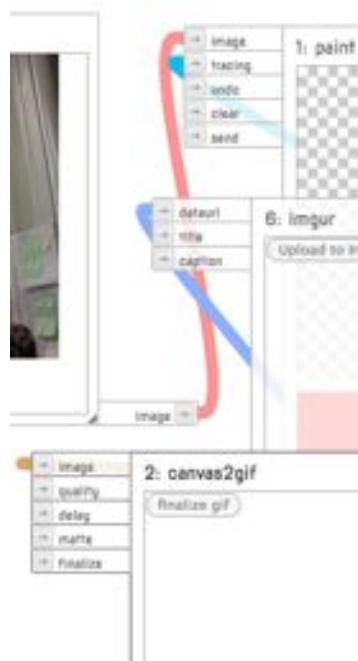 image
tracing
undo
clear
send
1: paint
dataurl
title
caption
6: imgur
Upload to im
image
image
quality
delay
matte
finalize
2: canvas2gif
finalize gif